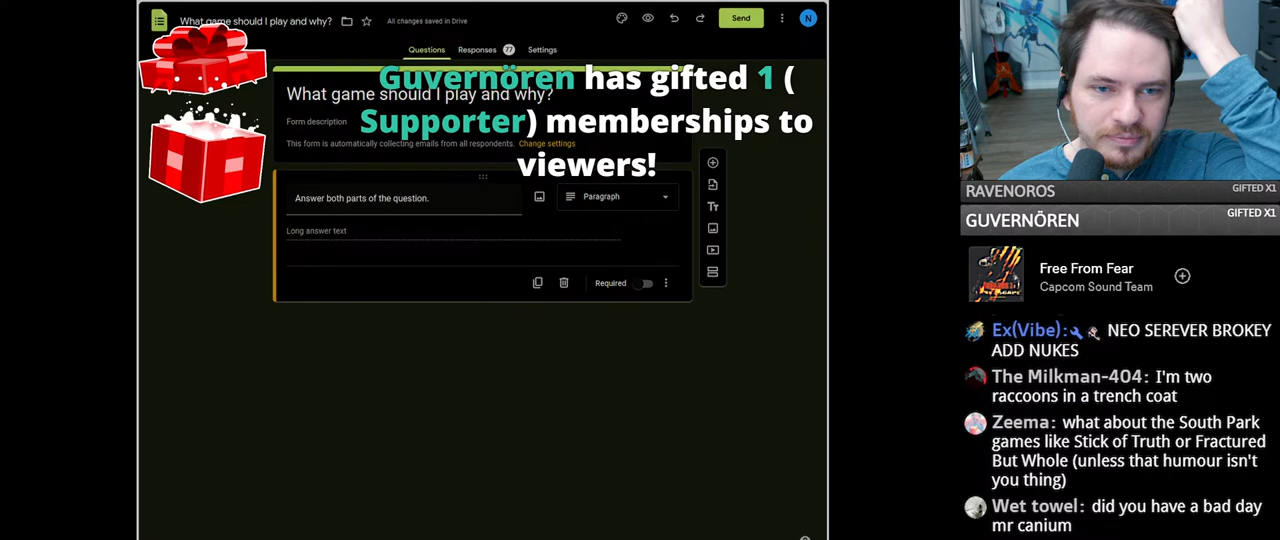 What game should I play and why?
All changes saved in Drive
Send
N
Questions
Responses
77
Settings
Guvernören has gifted 1 (
Supporter) memberships to
viewers!
What game should I play and why?
Form description
This form is automatically collecting emails from all respondents. Change settings
Answer both parts of the question.
Paragraph
Long answer text
Required
RAVENOROS
GIFTED X1
GUVERNÖREN
GIFTED X1
Free From Fear
Capcom Sound Team
Ex(Vibe): NEO SEREVER BROKEY
ADD NUKES
The Milkman-404: I'm two
raccoons in a trench coat
Zeema: what about the South Park
games like Stick of Truth or Fractured
But Whole (unless that humour isn't
you thing)
Wet towel: did you have a bad day
mr canium